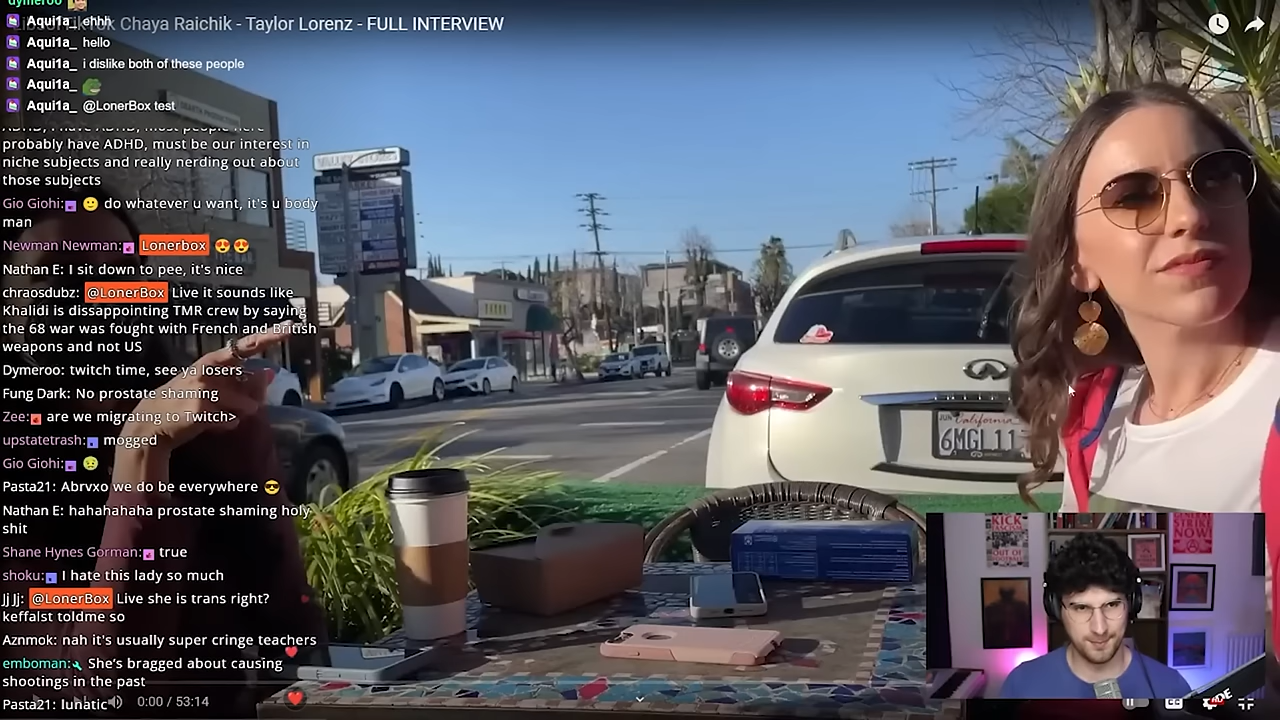 dymeroo
LibsofTikTok Chaya Raichik - Taylor Lorenz - FULL INTERVIEW
Aqui1a_ ehhh
Aqui1a_ hello
Aqui1a_ i dislike both of these people
Aqui1a_
Aqui1a_ @LonerBox test
ADHD, I have ADHD, most people here
probably have ADHD, must be our interest in
niche subjects and really nerding out about
those subjects
Gio Giohi: do whatever u want, it's u body
man
Newman Newman: Lonerbox
Nathan E: I sit down to pee, it's nice
chraosdubz: @LonerBox Live it sounds like
Khalidi is dissappointing TMR crew by saying
the 68 war was fought with French and British
weapons and not US
Dymeroo: twitch time, see ya losers
Fung Dark: No prostate shaming
Zee: are we migrating to Twitch>
upstatetrash: mogged
Gio Giohi:
Pasta21: Abrvxo we do be everywhere
Nathan E: hahahahaha prostate shaming holy
shit
Shane Hynes Gorman: true
shoku: I hate this lady so much
Jj Jj: @LonerBox Live she is trans right?
keffalst toldme so
Aznmok: nah it's usually super cringe teachers
emboman: She's bragged about causing
shootings in the past
Pasta21: lunatic
0:00 / 53:14
California
6MGL11
KICK
FASCISM
OUT OF
GENERAL
STRIKE
NOW!